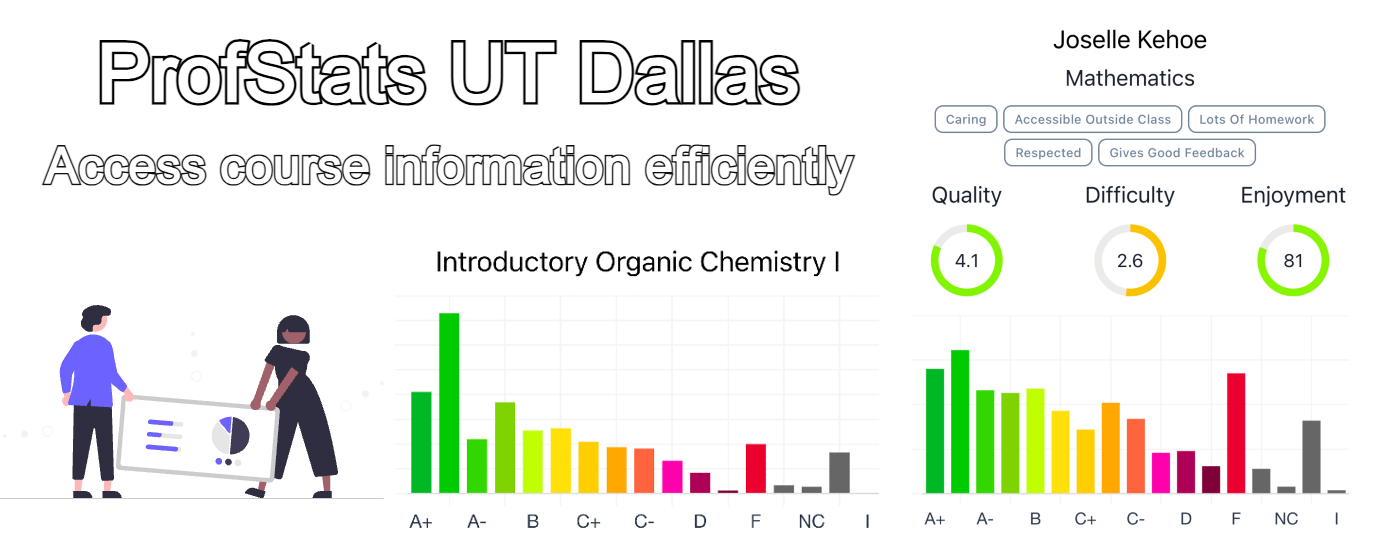 ProfStats UT Dallas
Access course information efficiently
Introductory Organic Chemistry I
A+ A- B C+ C- D F NC I
Joselle Kehoe
Mathematics
Caring Accessible Outside Class Lots Of Homework
Respected Gives Good Feedback
Quality Difficulty Enjoyment
4.1 2.6 81
A+ A- B C+ C- D F NC I